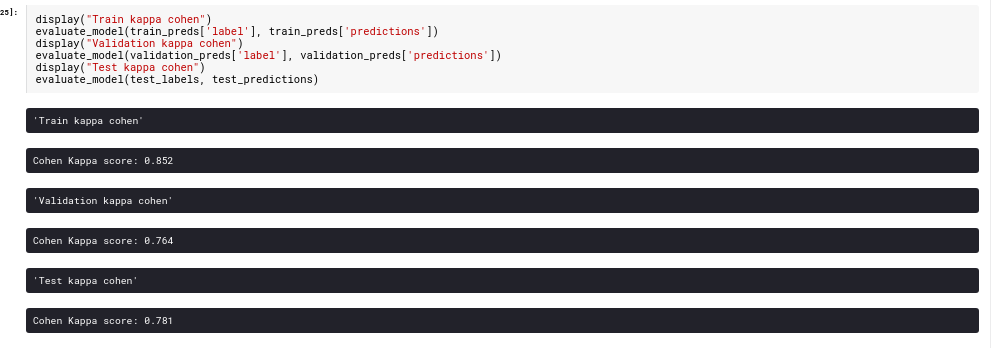 25]:
display("Train kappa cohen")
evaluate_model(train_preds['label'], train_preds['predictions'])
display("Validation kappa cohen")
evaluate_model(validation_preds['label'], validation_preds['predictions'])
display("Test kappa cohen")
evaluate_model(test_labels, test_predictions)
'Train kappa cohen'
Cohen Kappa score: 0.852
'Validation kappa cohen'
Cohen Kappa score: 0.764
'Test kappa cohen'
Cohen Kappa score: 0.781